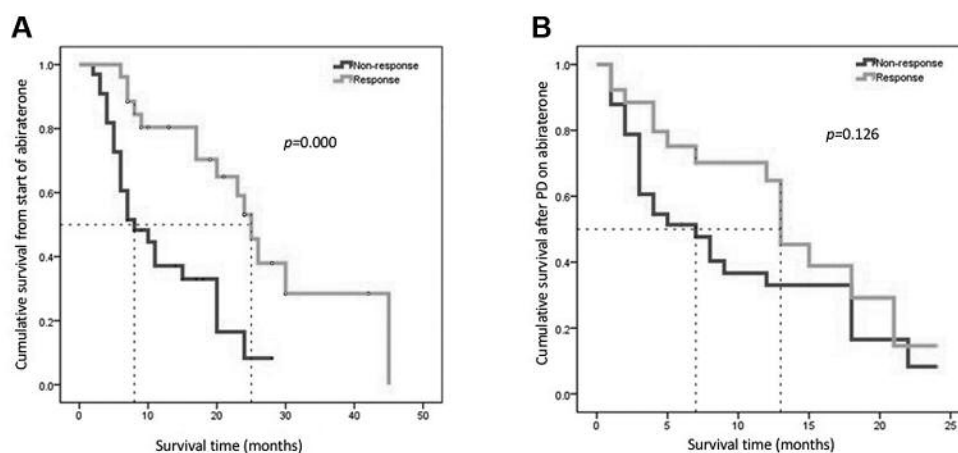 A
Cumulative survival from start of abiraterone
1.0
0.8
0.6
0.4
0.2
0.0
Non-response
Response
p=0.000
0
10
20
30
40
50
Survival time (months)
B
Cumulative survival after PD on abiraterone
1.0
0.8
0.6
0.4
0.2
0.0
Non-response
Response
p=0.126
0
5
10
15
20
25
Survival time (months)